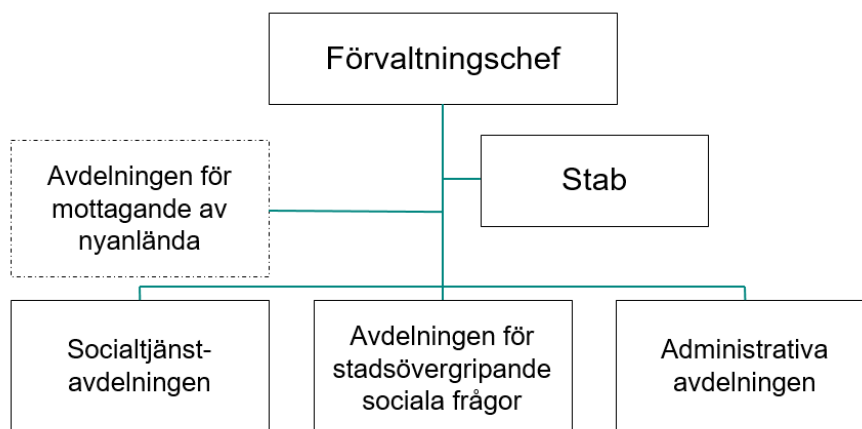 Förvaltningschef
Stab
Avdelningen för
mottagande av
nyanlända
Socialtjänst-
avdelningen
Avdelningen för
stadsövergripande
sociala frågor
Administrativa
avdelningen